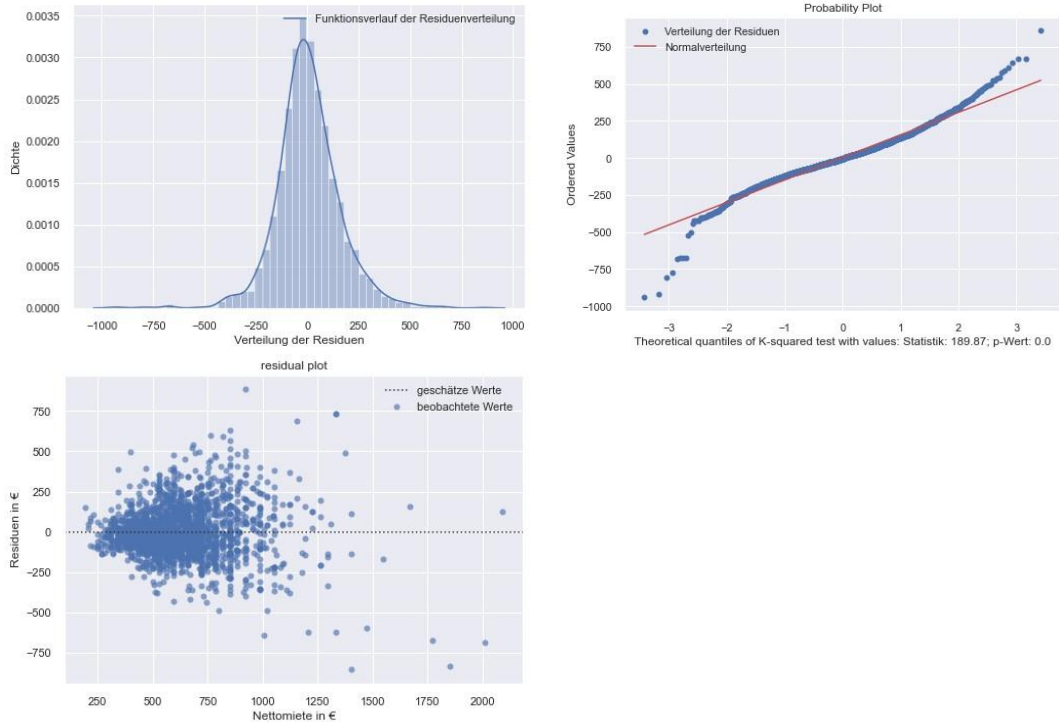 Funktionsverlauf der Residuenverteilung
0.0035
0.0030
0.0025
0.0020
0.0015
0.0010
0.0005
0.0000
Dichte
−1000 −750 −500 −250 0 250 500 750 1000
Verteilung der Residuen
Probability Plot
Verteilung der Residuen
Normalverteilung
750
500
250
0
−250
−500
−750
−1000
Ordered Values
−3 −2 −1 0 1 2 3
Theoretical quantiles of K-squared test with values: Statistik: 189.87; p-Wert: 0.0
residual plot
geschätze Werte
beobachtete Werte
750
500
250
0
−250
−500
−750
Residuen in €
250 500 750 1000 1250 1500 1750 2000
Nettomiete in €